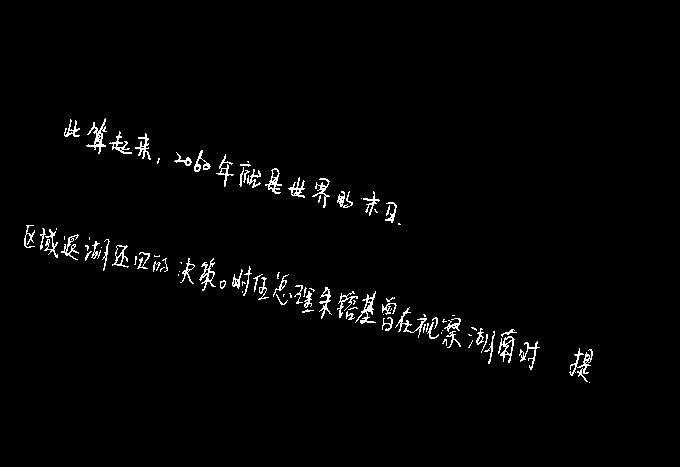 此算起来，2060年就是世界的末日.
区域退湖还田的决策。时任总理朱镕基曾在视察湖南时 提